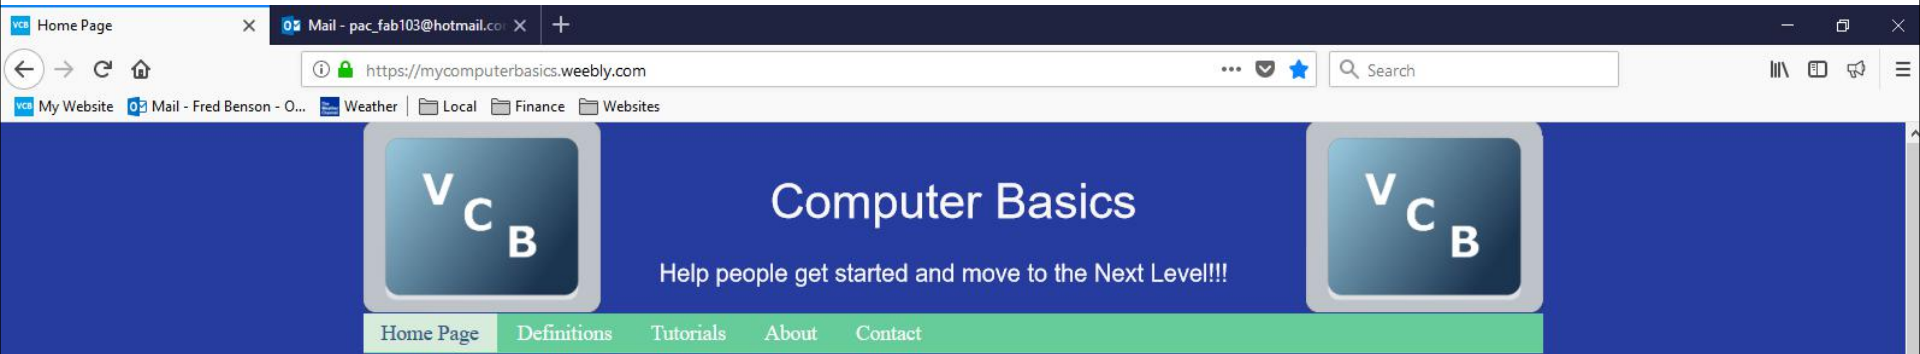 VCB Home Page Mail - pac_fab103@hotmail.co
https://mycomputerbasics.weebly.com Search
VCB My Website Mail - Fred Benson - O... Weather Local Finance Websites
V C B
Computer Basics
Help people get started and move to the Next Level!!!
V C B
Home Page Definitions Tutorials About Contact